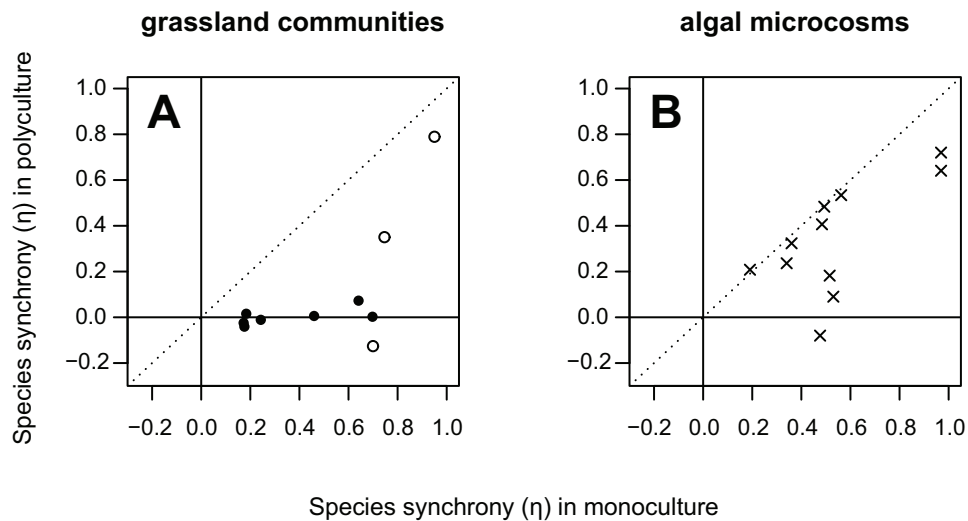 grassland communities
algal microcosms
Species synchrony (η) in polyculture
A
1.0
0.8
0.6
0.4
0.2
0.0
−0.2
−0.2 0.0 0.2 0.4 0.6 0.8 1.0
B
1.0
0.8
0.6
0.4
0.2
0.0
−0.2
−0.2 0.0 0.2 0.4 0.6 0.8 1.0
Species synchrony (η) in monoculture